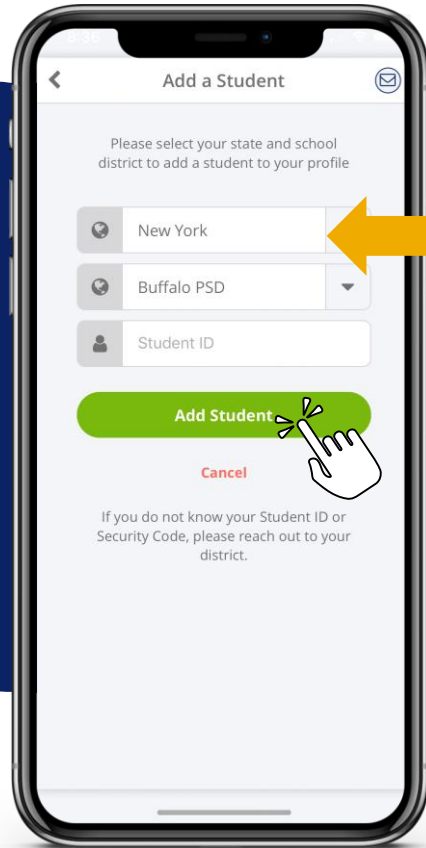 9:36
Add a Student
Please select your state and school
district to add a student to your profile
New York
Buffalo PSD
Student ID
Add Student
Cancel
If you do not know your Student ID or
Security Code, please reach out to your
district.